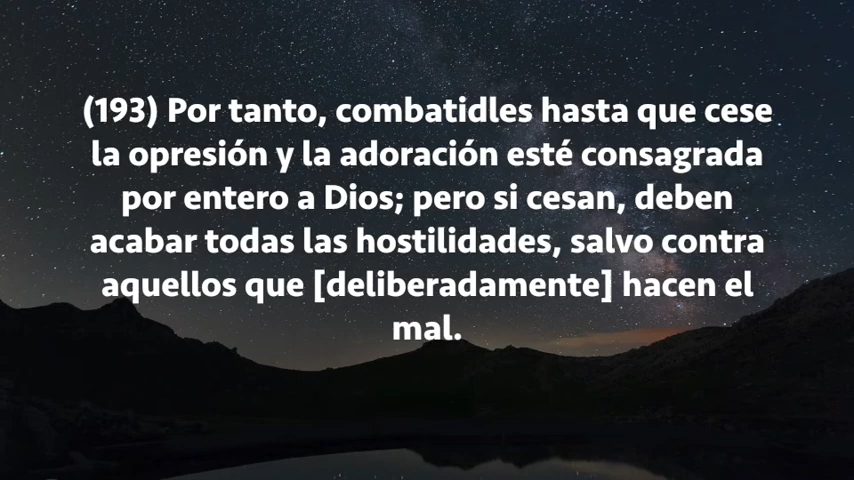 (193) Por tanto, combatidles hasta que cese
la opresión y la adoración esté consagrada
por entero a Dios; pero si cesan, deben
acabar todas las hostilidades, salvo contra
aquellos que [deliberadamente] hacen el
mal.